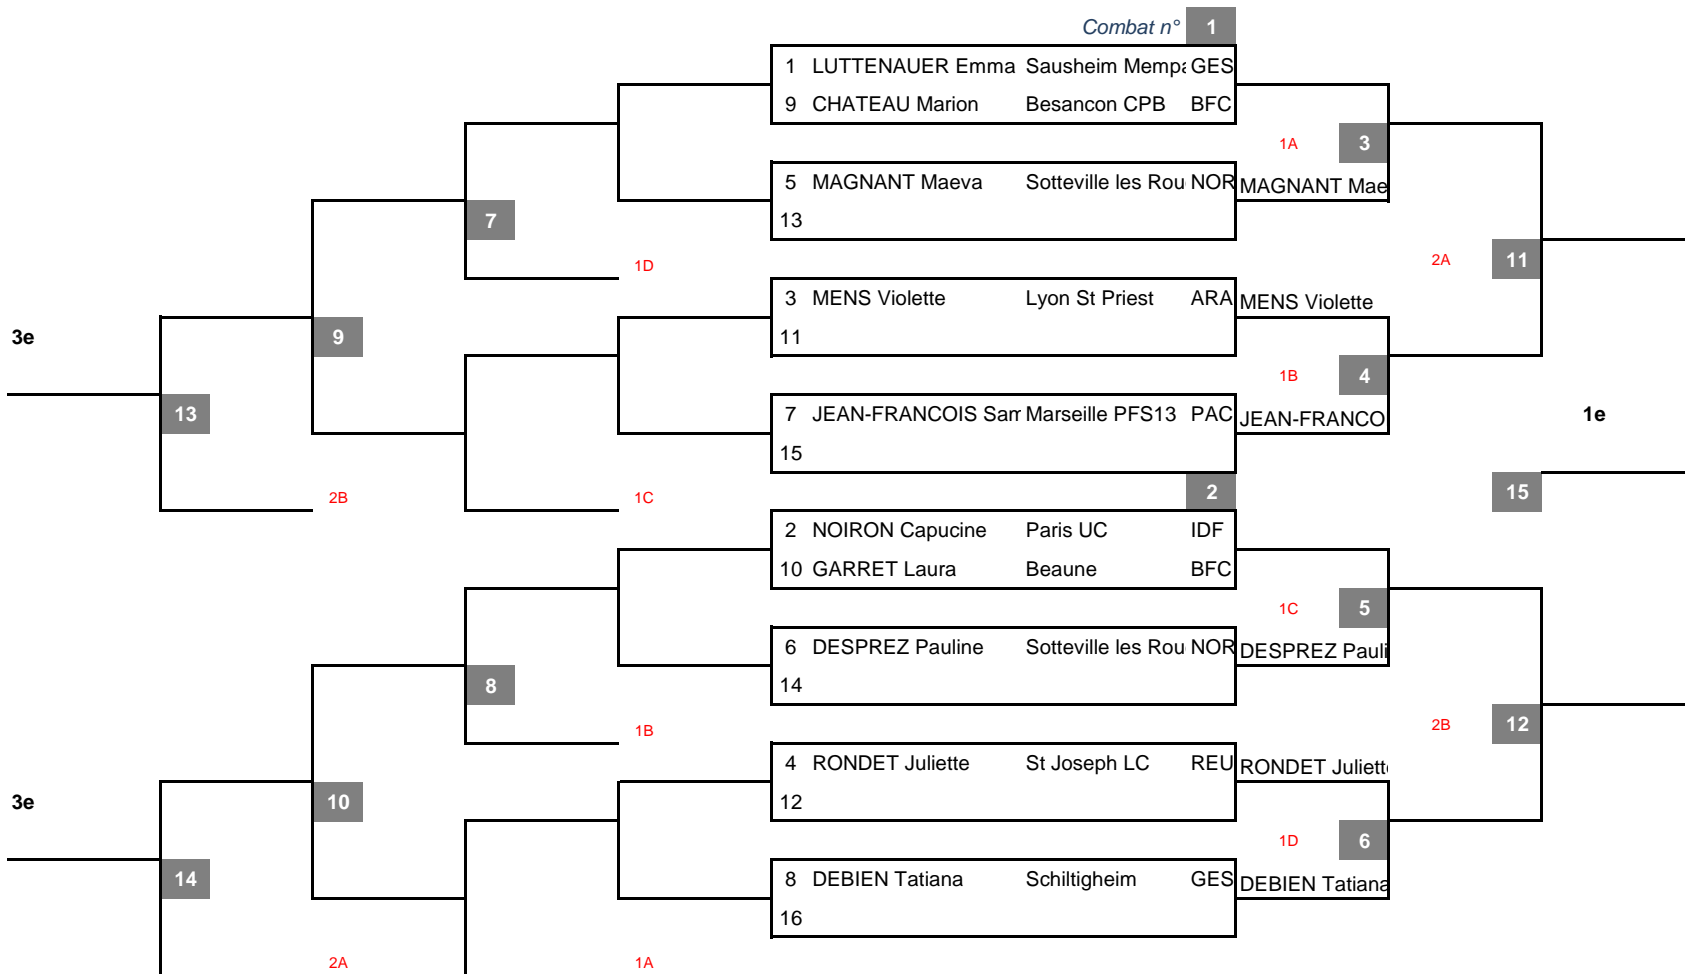 Combat n° 1
1 LUTTENAUER Emma Sausheim Mempa GES
9 CHATEAU Marion Besancon CPB BFC
1A 3
5 MAGNANT Maeva Sotteville les Rou NOR MAGNANT Mae
13
7
1D
2A 11
3 MENS Violette Lyon St Priest ARA MENS Violette
11
3e
9
1B 4
13
7 JEAN-FRANCOIS Sam Marseille PFS13 PAC JEAN-FRANCO
1e
15
2B
1C
2
15
2 NOIRON Capucine Paris UC IDF
10 GARRET Laura Beaune BFC
1C 5
6 DESPREZ Pauline Sotteville les Rou NOR DESPREZ Pauli
14
8
1B
2B 12
4 RONDET Juliette St Joseph LC REU RONDET Juliette
12
3e
10
1D 6
14
8 DEBIEN Tatiana Schiltigheim GES DEBIEN Tatiana
16
2A
1A